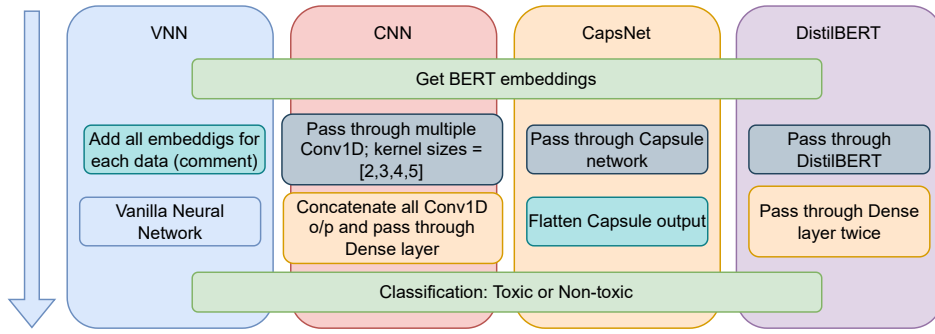 VNN
CNN
CapsNet
DistilBERT
Get BERT embeddings
Add all embeddigs for
each data (comment)
Pass through multiple
Conv1D; kernel sizes =
[2,3,4,5]
Pass through Capsule
network
Pass through
DistilBERT
Vanilla Neural
Network
Concatenate all Conv1D
o/p and pass through
Dense layer
Flatten Capsule output
Pass through Dense
layer twice
Classification: Toxic or Non-toxic